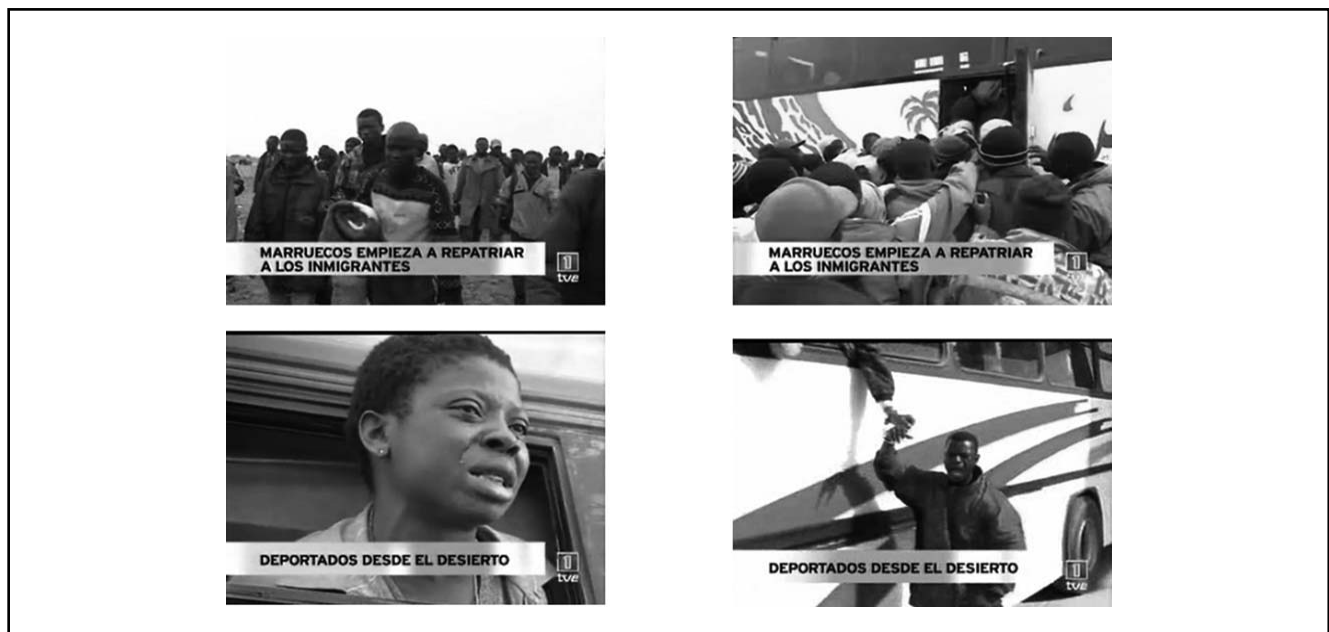 MARRUECOS EMPIEZA A REPATRIAR
A LOS INMIGRANTES
1
tve
MARRUECOS EMPIEZA A REPATRIAR
A LOS INMIGRANTES
1
DEPORTADOS DESDE EL DESIERTO
1
tve
DEPORTADOS DESDE EL DESIERTO
1
tve